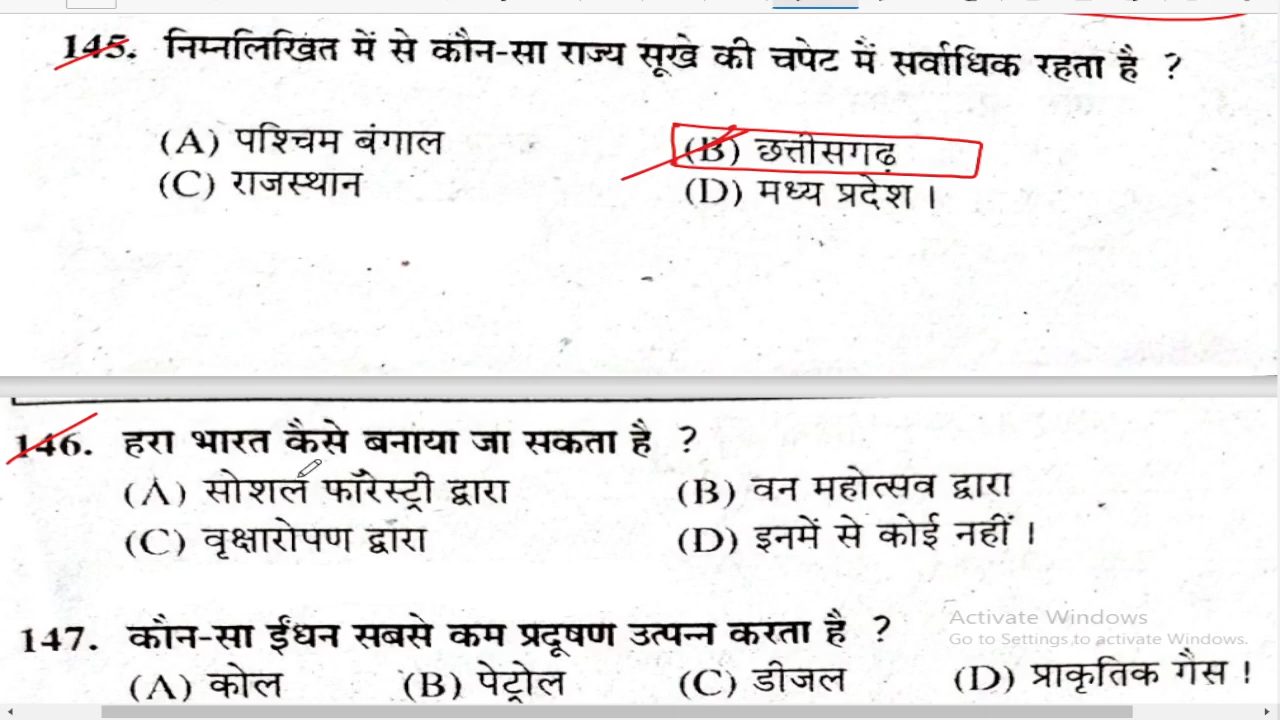 145. निम्नलिखित में से कौन-सा राज्य सूखे की चपेट में सर्वाधिक रहता है ?
(A) पश्चिम बंगाल (B) छत्तीसगढ़
(C) राजस्थान (D) मध्य प्रदेश ।
146. हरा भारत कैसे बनाया जा सकता है ?
(A) सोशल फॉरेस्ट्री द्वारा (B) वन महोत्सव द्वारा
(C) वृक्षारोपण द्वारा (D) इनमें से कोई नहीं ।
Activate Windows
147. कौन-सा ईंधन सबसे कम प्रदूषण उत्पन्न करता है ?
Go to Settings to activate Windows.
(A) कोल (B) पेट्रोल (C) डीजल (D) प्राकृतिक गैस !